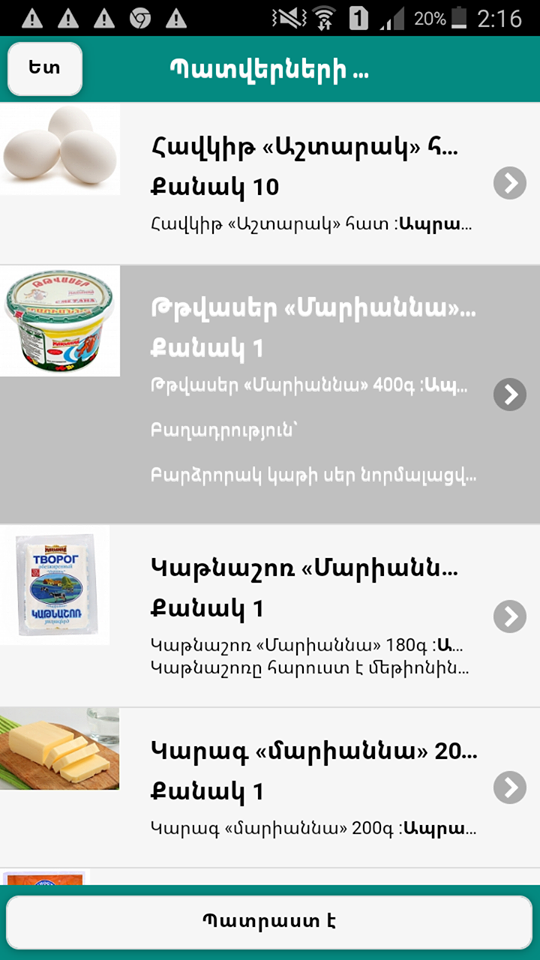 1 20% 2:16
Ետ
Պատվերների ...
Հավկիթ «Աշտարակ» հ...
Քանակ 10
Հավկիթ «Աշտարակ» հատ :Ապրա...
ԹԹՎԱՍԵՐ
Թթվասեր «Մարիաննա»...
Քանակ 1
Թթվասեր «Մարիաննա» 400գ :Ապ...
Բաղադրություն՝
Բարձրորակ կաթի սեր նորմալացվ...
ТВОРОГ
ԿԱԹՆԱՇՈՌ
Կաթնաշոռ «Մարիանն...
Քանակ 1
Կաթնաշոռ «Մարիաննա» 180գ :Ա...
Կաթնաշոռը հարուստ է մեթիոնին...
Կարագ «մարիաննա» 20...
Քանակ 1
Կարագ «մարիաննա» 200գ :Ապրա...
Պատրաստ է